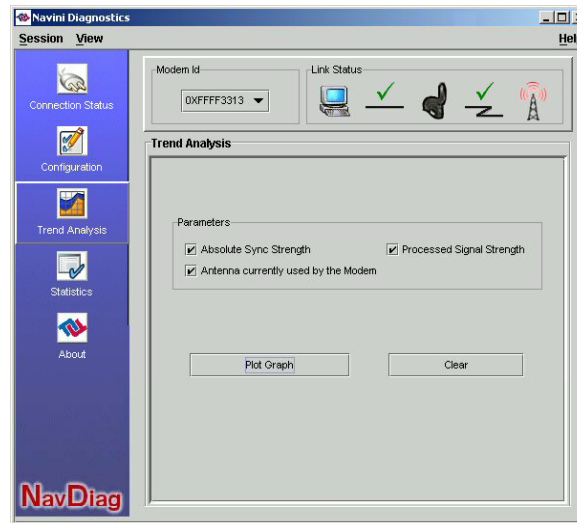 Navini Diagnostics
Session View Help
Modem Id
0XFFFF3313
Link Status
Connection Status
Configuration
Trend Analysis
Statistics
About
NavDiag
Trend Analysis
Parameters
Absolute Sync Strength
Processed Signal Strength
Antenna currently used by the Modem
Plot Graph
Clear